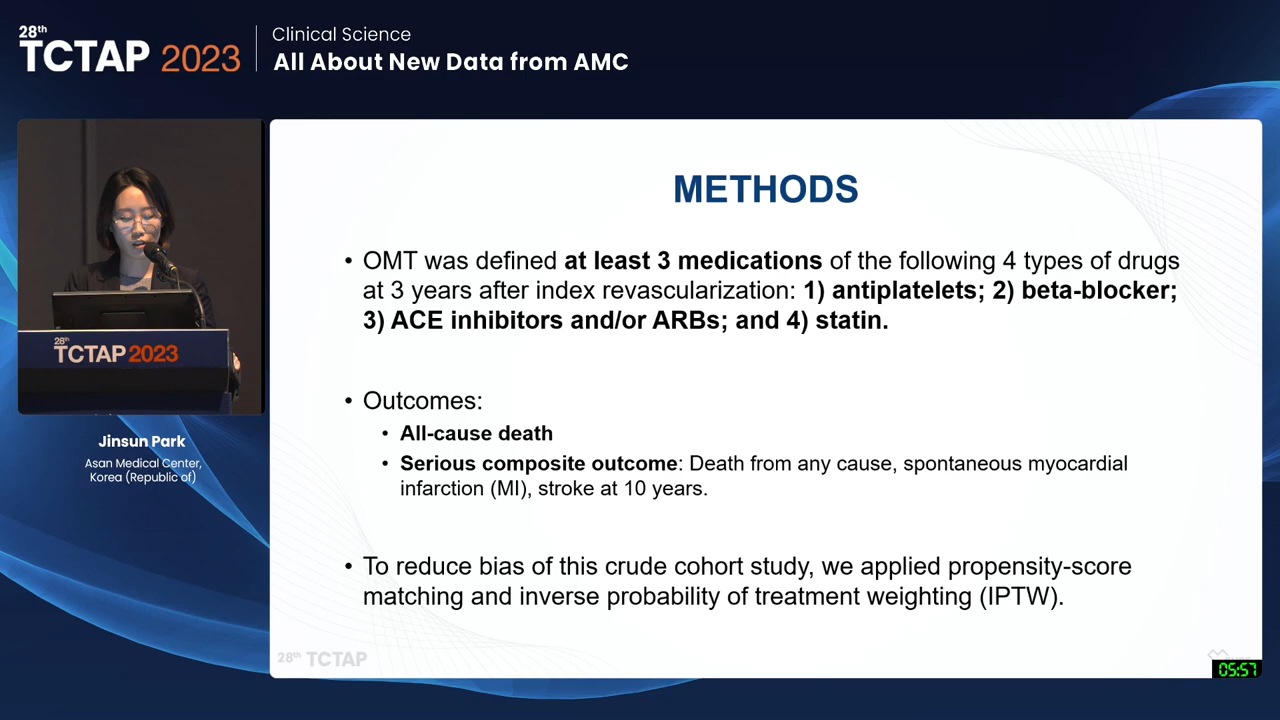 28th
TCTAP 2023
Clinical Science
All About New Data from AMC
28th
TCTAP 2023
Jinsun Park
Asan Medical Center,
Korea (Republic of)
METHODS
• OMT was defined at least 3 medications of the following 4 types of drugs
at 3 years after index revascularization: 1) antiplatelets; 2) beta-blocker;
3) ACE inhibitors and/or ARBs; and 4) statin.
• Outcomes:
• All-cause death
• Serious composite outcome: Death from any cause, spontaneous myocardial
infarction (MI), stroke at 10 years.
• To reduce bias of this crude cohort study, we applied propensity-score
matching and inverse probability of treatment weighting (IPTW).
28th TCTAP
05:57